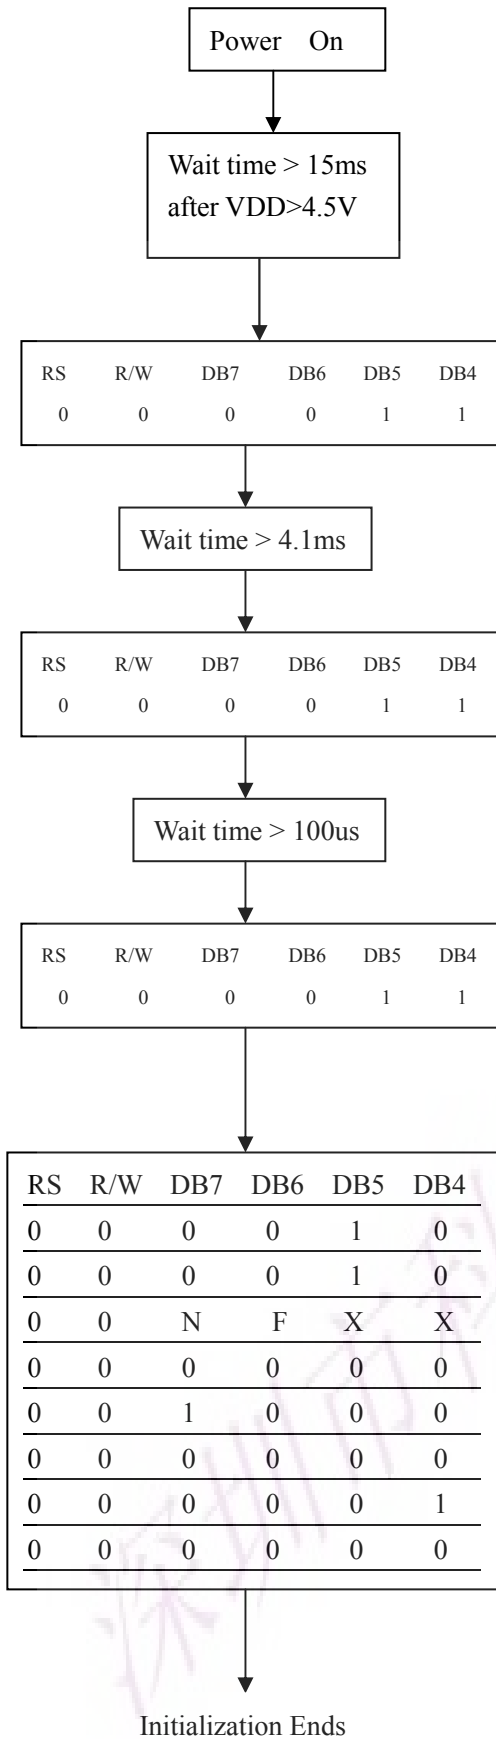 Power On
Wait time > 15ms
after VDD>4.5V
RS R/W DB7 DB6 DB5 DB4
0 0 0 0 1 1
Wait time > 4.1ms
RS R/W DB7 DB6 DB5 DB4
0 0 0 0 1 1
Wait time > 100us
RS R/W DB7 DB6 DB5 DB4
0 0 0 0 1 1
RS R/W DB7 DB6 DB5 DB4
0 0 0 0 1 0
0 0 0 0 1 0
0 0 N F X X
0 0 0 0 0 0
0 0 1 0 0 0
0 0 0 0 0 0
0 0 0 0 0 1
0 0 0 0 0 0
深圳市科
Initialization Ends